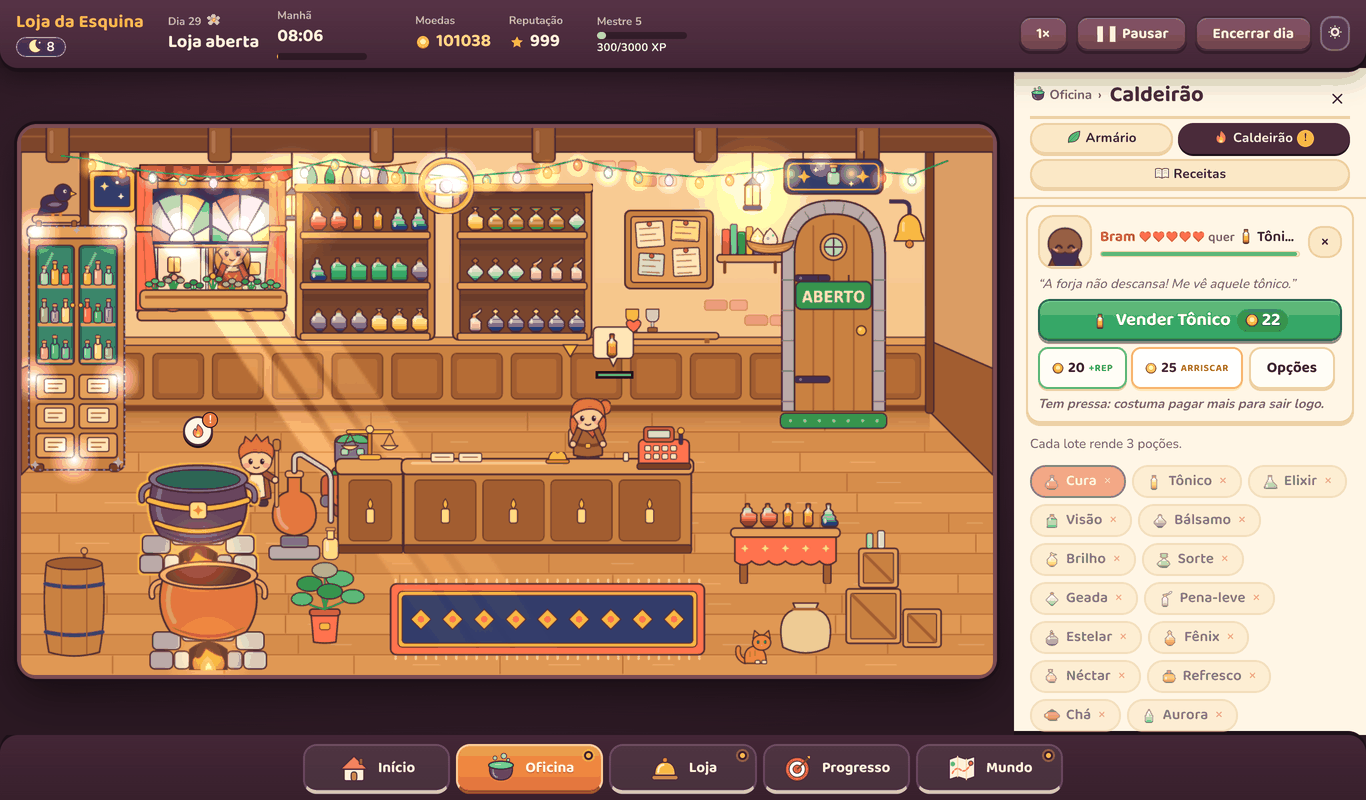 Loja da Esquina
8
Dia 29
Loja aberta
Manhã
08:06
Moedas
101038
Reputação
999
Mestre 5
300/3000 XP
1×
Pausar
Encerrar dia
Oficina › Caldeirão
×
Armário
Caldeirão !
Receitas
Bram quer Tôni...
×
“A forja não descansa! Me vê aquele tônico.”
Vender Tônico 22
20 +REP
25 ARRISCAR
Opções
Tem pressa: costuma pagar mais para sair logo.
Cada lote rende 3 poções.
Cura ×
Tônico ×
Elixir ×
Visão ×
Bálsamo ×
Brilho ×
Sorte ×
Geada ×
Pena-leve ×
Estelar ×
Fênix ×
Néctar ×
Refresco ×
Chá ×
Aurora ×
ABERTO
!
Início
Oficina
Loja
Progresso
Mundo